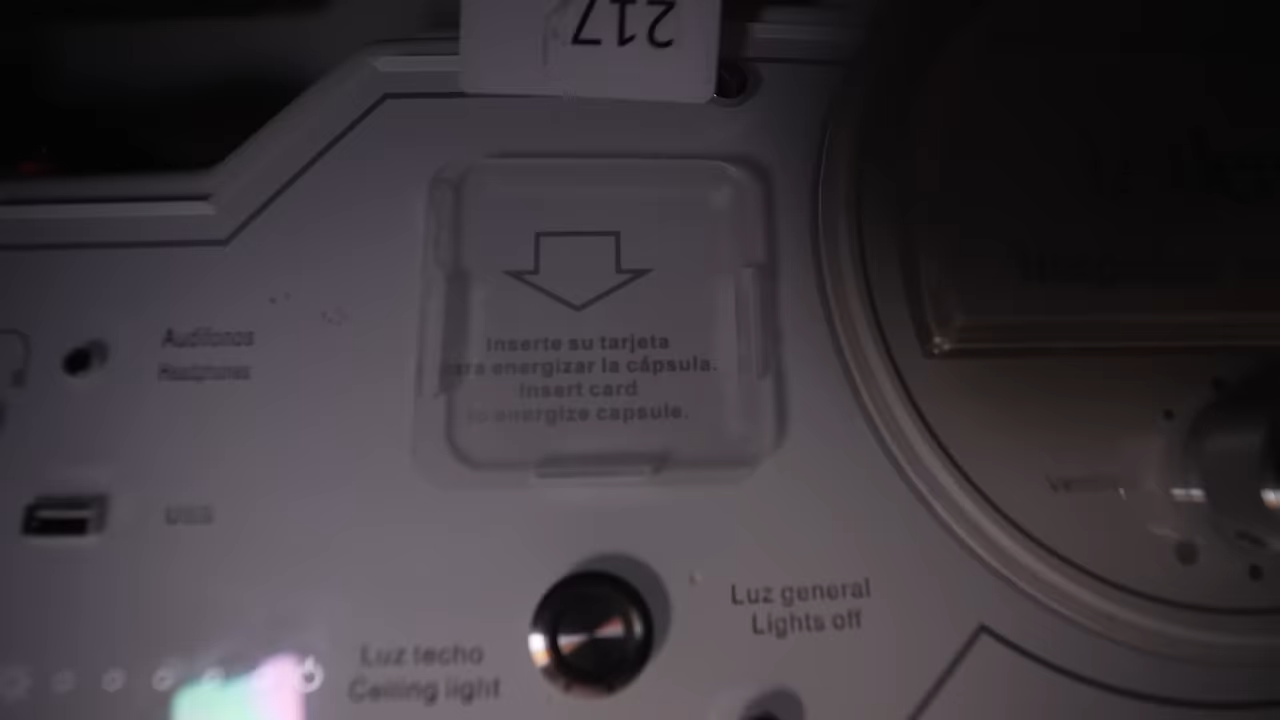 217
Inserte su tarjeta
para energizar la cápsula.
Insert card
to energize capsule.
Audífonos
Headphones
USB
Luz general
Lights off
Luz techo
Ceiling light